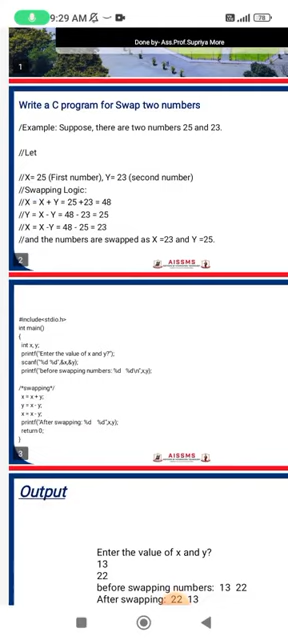 9:29 AM
78
Done by- Ass.Prof.Supriya More
1
Write a C program for Swap two numbers
/Example: Suppose, there are two numbers 25 and 23.
//Let
//X= 25 (First number), Y= 23 (second number)
//Swapping Logic:
//X = X + Y = 25 +23 = 48
//Y = X - Y = 48 - 23 = 25
//X = X -Y = 48 - 25 = 23
//and the numbers are swapped as X =23 and Y =25.
2
AISSMS
#include<stdio.h>
int main()
{
int x, y;
printf("Enter the value of x and y?");
scanf("%d %d",&x,&y);
printf("before swapping numbers: %d %d\n",x,y);
/*swapping*/
x = x + y;
y = x - y;
x = x - y;
printf("After swapping: %d %d",x,y);
return 0;
}
3
AISSMS
Output
Enter the value of x and y?
13
22
before swapping numbers: 13 22
After swapping: 22 13